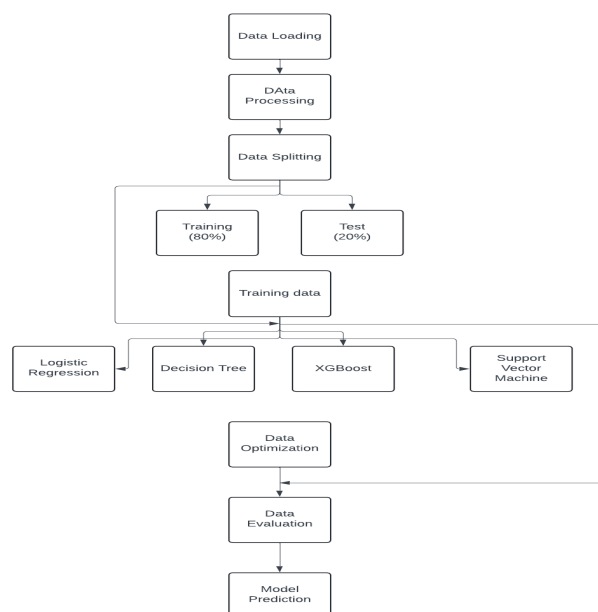 Data Loading
DAta
Processing
Data Splitting
Training
(80%)
Test
(20%)
Training data
Logistic
Regression
Decision Tree
XGBoost
Support
Vector
Machine
Data
Optimization
Data
Evaluation
Model
Prediction